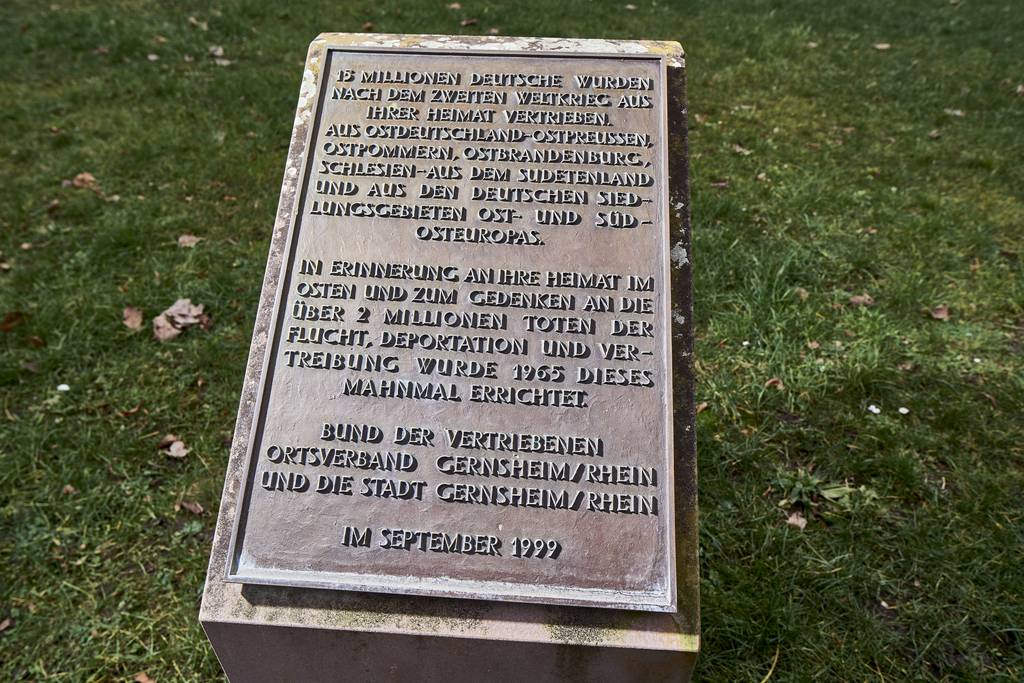 15 MILLIONEN DEUTSCHE WURDEN
NACH DEM ZWEITEN WELTKRIEG AUS
IHRER HEIMAT VERTRIEBEN.
AUS OSTDEUTSCHLAND-OSTPREUSSEN,
OSTPOMMERN, OSTBRANDENBURG,
SCHLESIEN-AUS DEM SUDETENLAND
UND AUS DEN DEUTSCHEN SIED-
LUNGSGEBIETEN OST- UND SÜD-
OSTEUROPAS.
IN ERINNERUNG AN IHRE HEIMAT IM
OSTEN UND ZUM GEDENKEN AN DIE
ÜBER 2 MILLIONEN TOTEN DER
FLUCHT, DEPORTATION UND VER-
TREIBUNG WURDE 1965 DIESES
MAHNMAL ERRICHTET.
BUND DER VERTRIEBENEN
ORTSVERBAND GERNSHEIM/RHEIN
UND DIE STADT GERNSHEIM/RHEIN
IM SEPTEMBER 1999